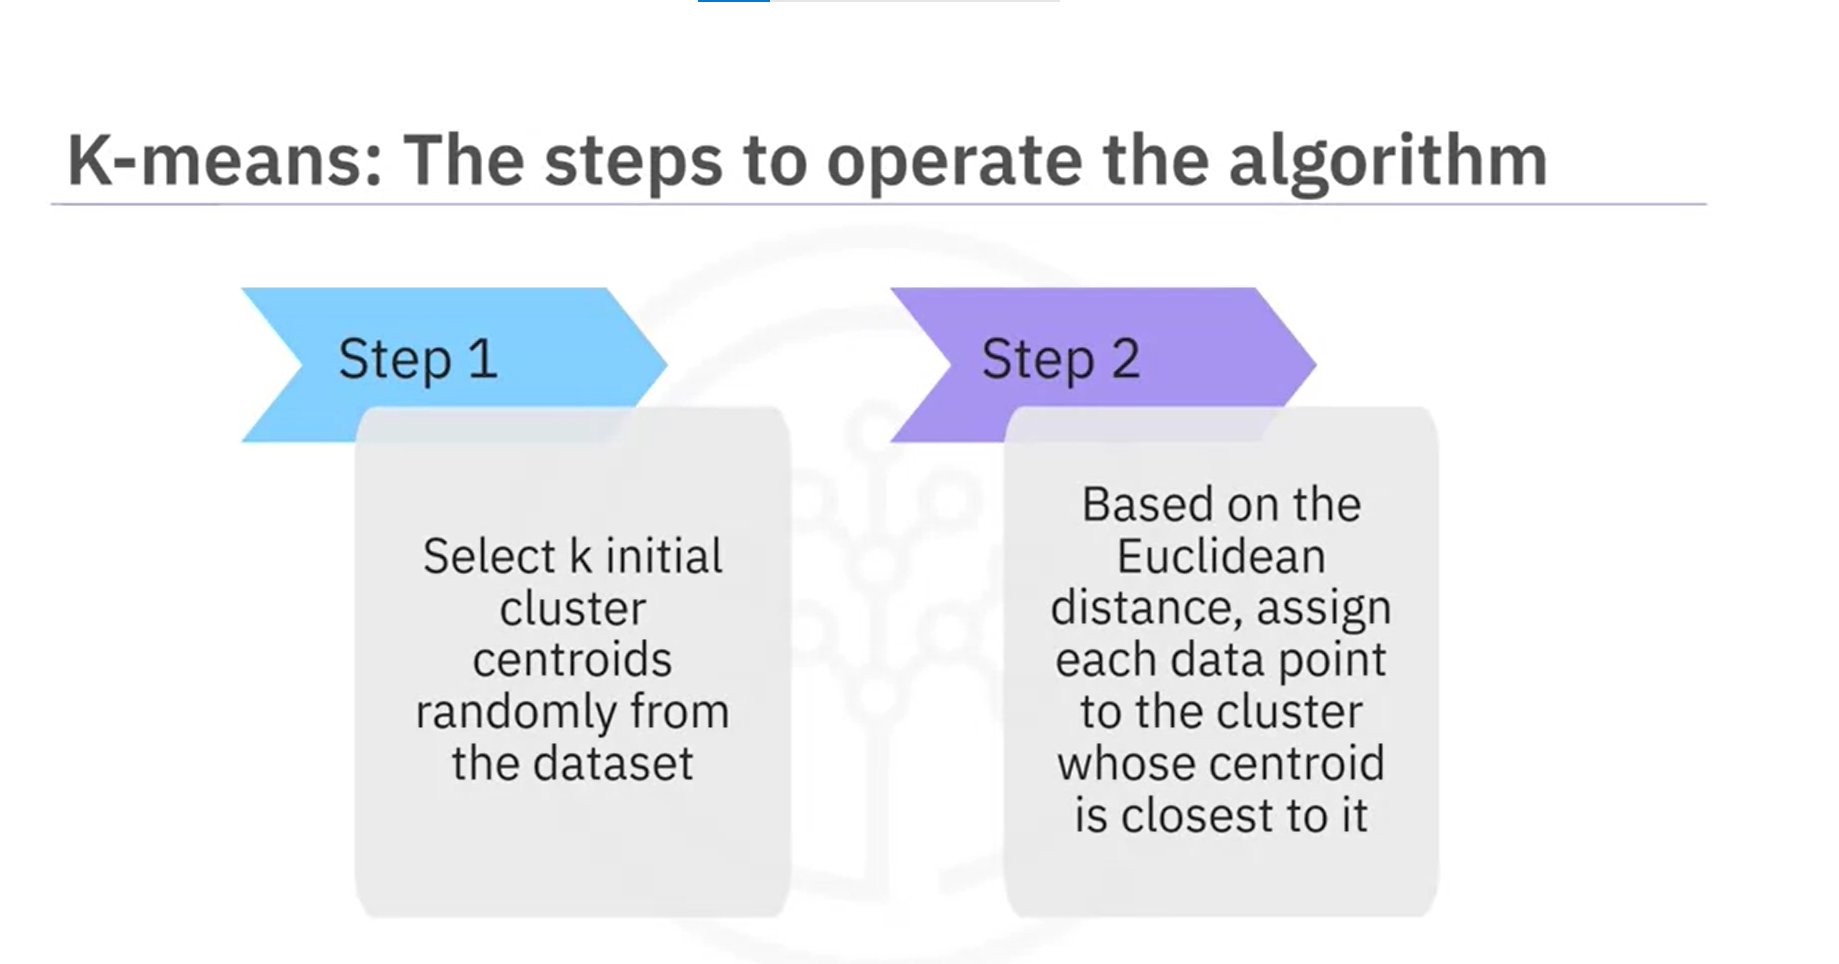 K-means: The steps to operate the algorithm
Step 1
Select k initial
cluster
centroids
randomly from
the dataset
Step 2
Based on the
Euclidean
distance, assign
each data point
to the cluster
whose centroid
is closest to it